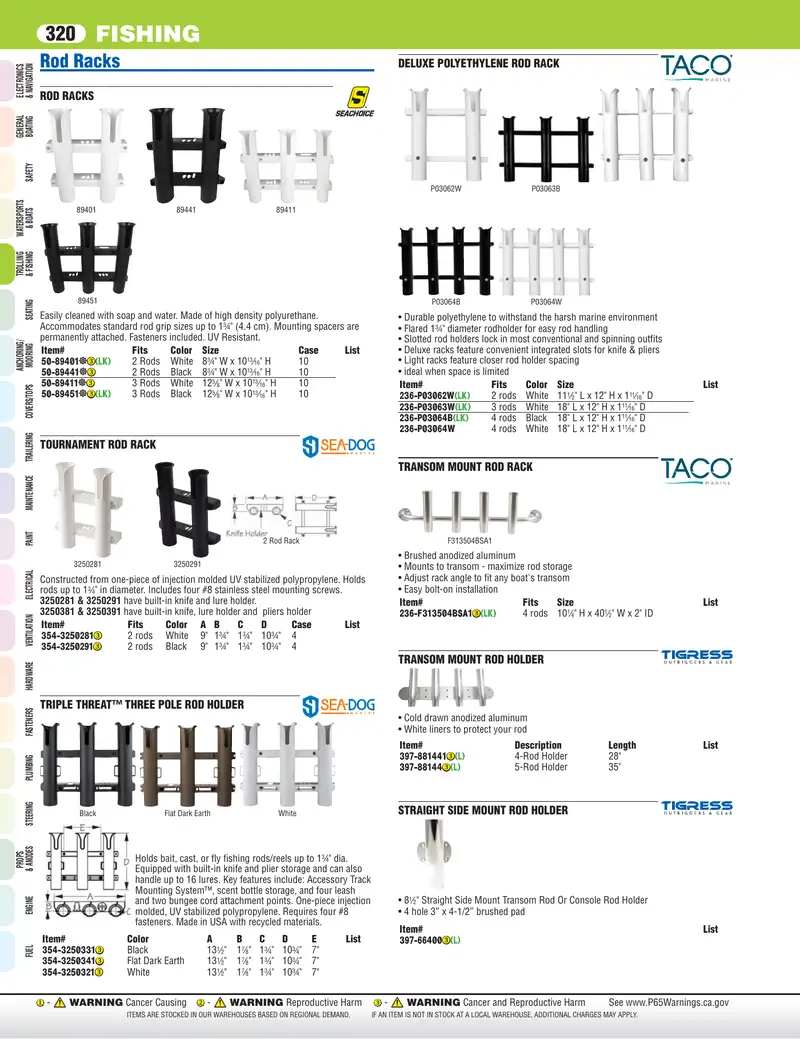 320 FISHING
ELECTRONICS
& NAVIGATION
GENERAL
BOATING
SAFETY
WATERSPORTS
& BOATS
TROLLING
& FISHING
SEATING
ANCHORING/
MOORING
COVERS/TOPS
TRAILERING
MAINTENANCE
PAINT
ELECTRICAL
VENTILATION
HARDWARE
FASTENERS
PLUMBING
STEERING
PROPS
& ANODES
ENGINE
FUEL
Rod Racks
ROD RACKS
S
SEACHOICE
89401 89441 89411
89451
Easily cleaned with soap and water. Made of high density polyurethane.
Accommodates standard rod grip sizes up to 1¾" (4.4 cm). Mounting spacers are
permanently attached. Fasteners included. UV Resistant.
Item# Fits Color Size Case List
50-89401 3 (LK) 2 Rods White 8¼" W x 10¹³⁄₁₆" H 10
50-89441 3 2 Rods Black 8¼" W x 10¹³⁄₁₆" H 10
50-89411 3 3 Rods White 12⅝" W x 10¹³⁄₁₆" H 10
50-89451 3 (LK) 3 Rods Black 12⅝" W x 10¹³⁄₁₆" H 10
TOURNAMENT ROD RACK
SEA-DOG
MARINE
A D
B C
Knife Holder
2 Rod Rack
3250281 3250291
Constructed from one-piece of injection molded UV stabilized polypropylene. Holds
rods up to 1¾" in diameter. Includes four #8 stainless steel mounting screws.
3250281 & 3250291 have built-in knife and lure holder.
3250381 & 3250391 have built-in knife, lure holder and pliers holder
Item# Fits Color A B C D Case List
354-3250281 3 2 rods White 9" 1¾" 1¾" 10¾" 4
354-3250291 3 2 rods Black 9" 1¾" 1¾" 10¾" 4
TRIPLE THREAT™ THREE POLE ROD HOLDER
SEA-DOG
MARINE
Black Flat Dark Earth White
E
D
A
B
C
Holds bait, cast, or fly fishing rods/reels up to 1¾" dia.
Equipped with built-in knife and plier storage and can also
handle up to 16 lures. Key features include: Accessory Track
Mounting System™, scent bottle storage, and four leash
and two bungee cord attachment points. One-piece injection
molded, UV stabilized polypropylene. Requires four #8
fasteners. Made in USA with recycled materials.
Item# Color A B C D E List
354-3250331 3 Black 13½" 1⅞" 1¾" 10¾" 7"
354-3250341 3 Flat Dark Earth 13½" 1⅞" 1¾" 10¾" 7"
354-3250321 3 White 13½" 1⅞" 1¾" 10¾" 7"
DELUXE POLYETHYLENE ROD RACK
TACO
MARINE
P03062W P03063B
P03064B P03064W
• Durable polyethylene to withstand the harsh marine environment
• Flared 1¾" diameter rodholder for easy rod handling
• Slotted rod holders lock in most conventional and spinning outfits
• Deluxe racks feature convenient integrated slots for knife & pliers
• Light racks feature closer rod holder spacing
• ideal when space is limited
Item# Fits Color Size List
236-P03062W(LK) 2 rods White 11½" L x 12" H x 1¹¹⁄₁₆" D
236-P03063W(LK) 3 rods White 18" L x 12" H x 1¹¹⁄₁₆" D
236-P03064B(LK) 4 rods Black 18" L x 12" H x 1¹¹⁄₁₆" D
236-P03064W 4 rods White 18" L x 12" H x 1¹¹⁄₁₆" D
TRANSOM MOUNT ROD RACK
TACO
MARINE
F313504BSA1
• Brushed anodized aluminum
• Mounts to transom - maximize rod storage
• Adjust rack angle to fit any boat's transom
• Easy bolt-on installation
Item# Fits Size List
236-F313504BSA1 3 (LK) 4 rods 10¼" H x 40½" W x 2" ID
TRANSOM MOUNT ROD HOLDER
TIGRESS
OUTRIGGERS & GEAR
• Cold drawn anodized aluminum
• White liners to protect your rod
Item# Description Length List
397-881441 3 (L) 4-Rod Holder 28"
397-88144 3 (L) 5-Rod Holder 35"
STRAIGHT SIDE MOUNT ROD HOLDER
TIGRESS
OUTRIGGERS & GEAR
• 8½" Straight Side Mount Transom Rod Or Console Rod Holder
• 4 hole 3" x 4-1/2" brushed pad
Item# List
397-66400 3 (L)
1 - WARNING Cancer Causing 2 - WARNING Reproductive Harm 3 - WARNING Cancer and Reproductive Harm See www.P65Warnings.ca.gov
ITEMS ARE STOCKED IN OUR WAREHOUSES BASED ON REGIONAL DEMAND. IF AN ITEM IS NOT IN STOCK AT A LOCAL WAREHOUSE, ADDITIONAL CHARGES MAY APPLY.